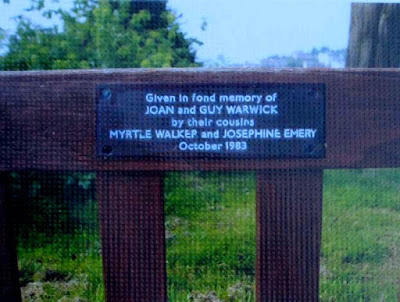 Given in fond memory of
JOAN and GUY WARWICK
by their cousins
MYRTLE WALKER and JOSEPHINE EMERY
October 1983